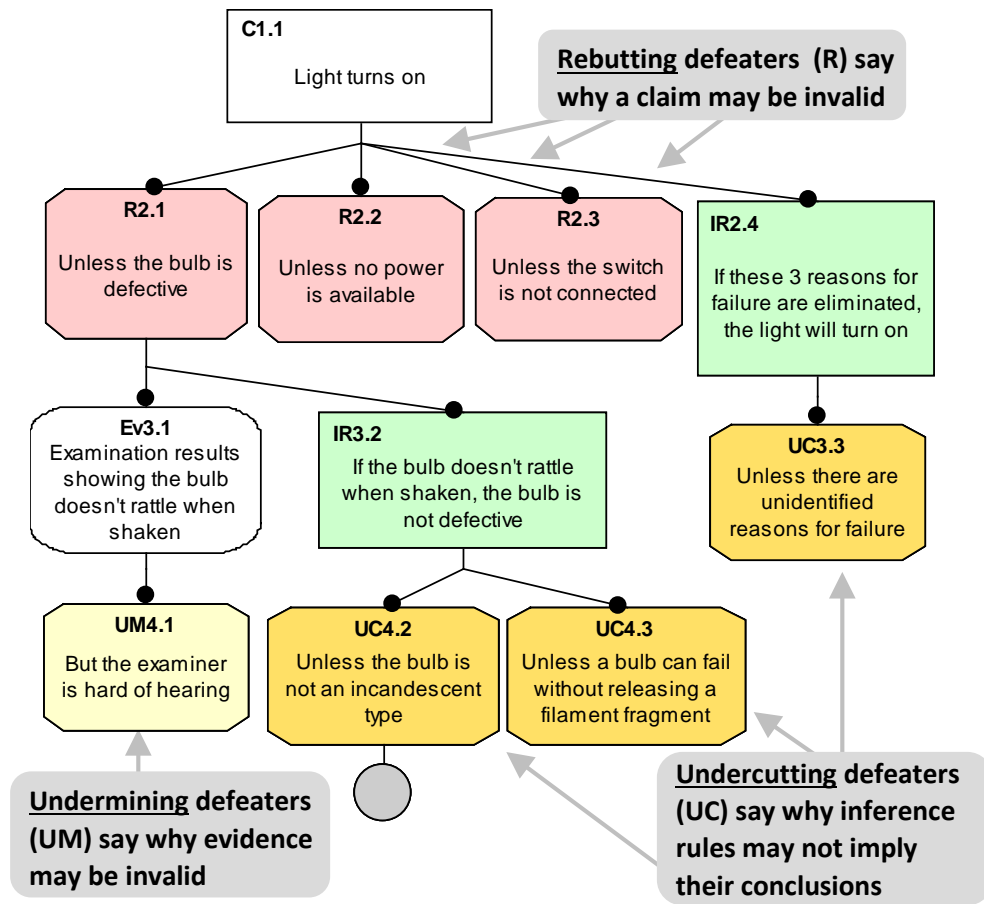 C1.1
Light turns on
Rebutting defeaters (R) say
why a claim may be invalid
R2.1
Unless the bulb is
defective
R2.2
Unless no power
is available
R2.3
Unless the switch
is not connected
IR2.4
If these 3 reasons for
failure are eliminated,
the light will turn on
Ev3.1
Examination results
showing the bulb
doesn't rattle when
shaken
IR3.2
If the bulb doesn't rattle
when shaken, the bulb is
not defective
UC3.3
Unless there are
unidentified
reasons for failure
UM4.1
But the examiner
is hard of hearing
UC4.2
Unless the bulb is
not an incandescent
type
UC4.3
Unless a bulb can fail
without releasing a
filament fragment
Undermining defeaters
(UM) say why evidence
may be invalid
Undercutting defeaters
(UC) say why inference
rules may not imply
their conclusions